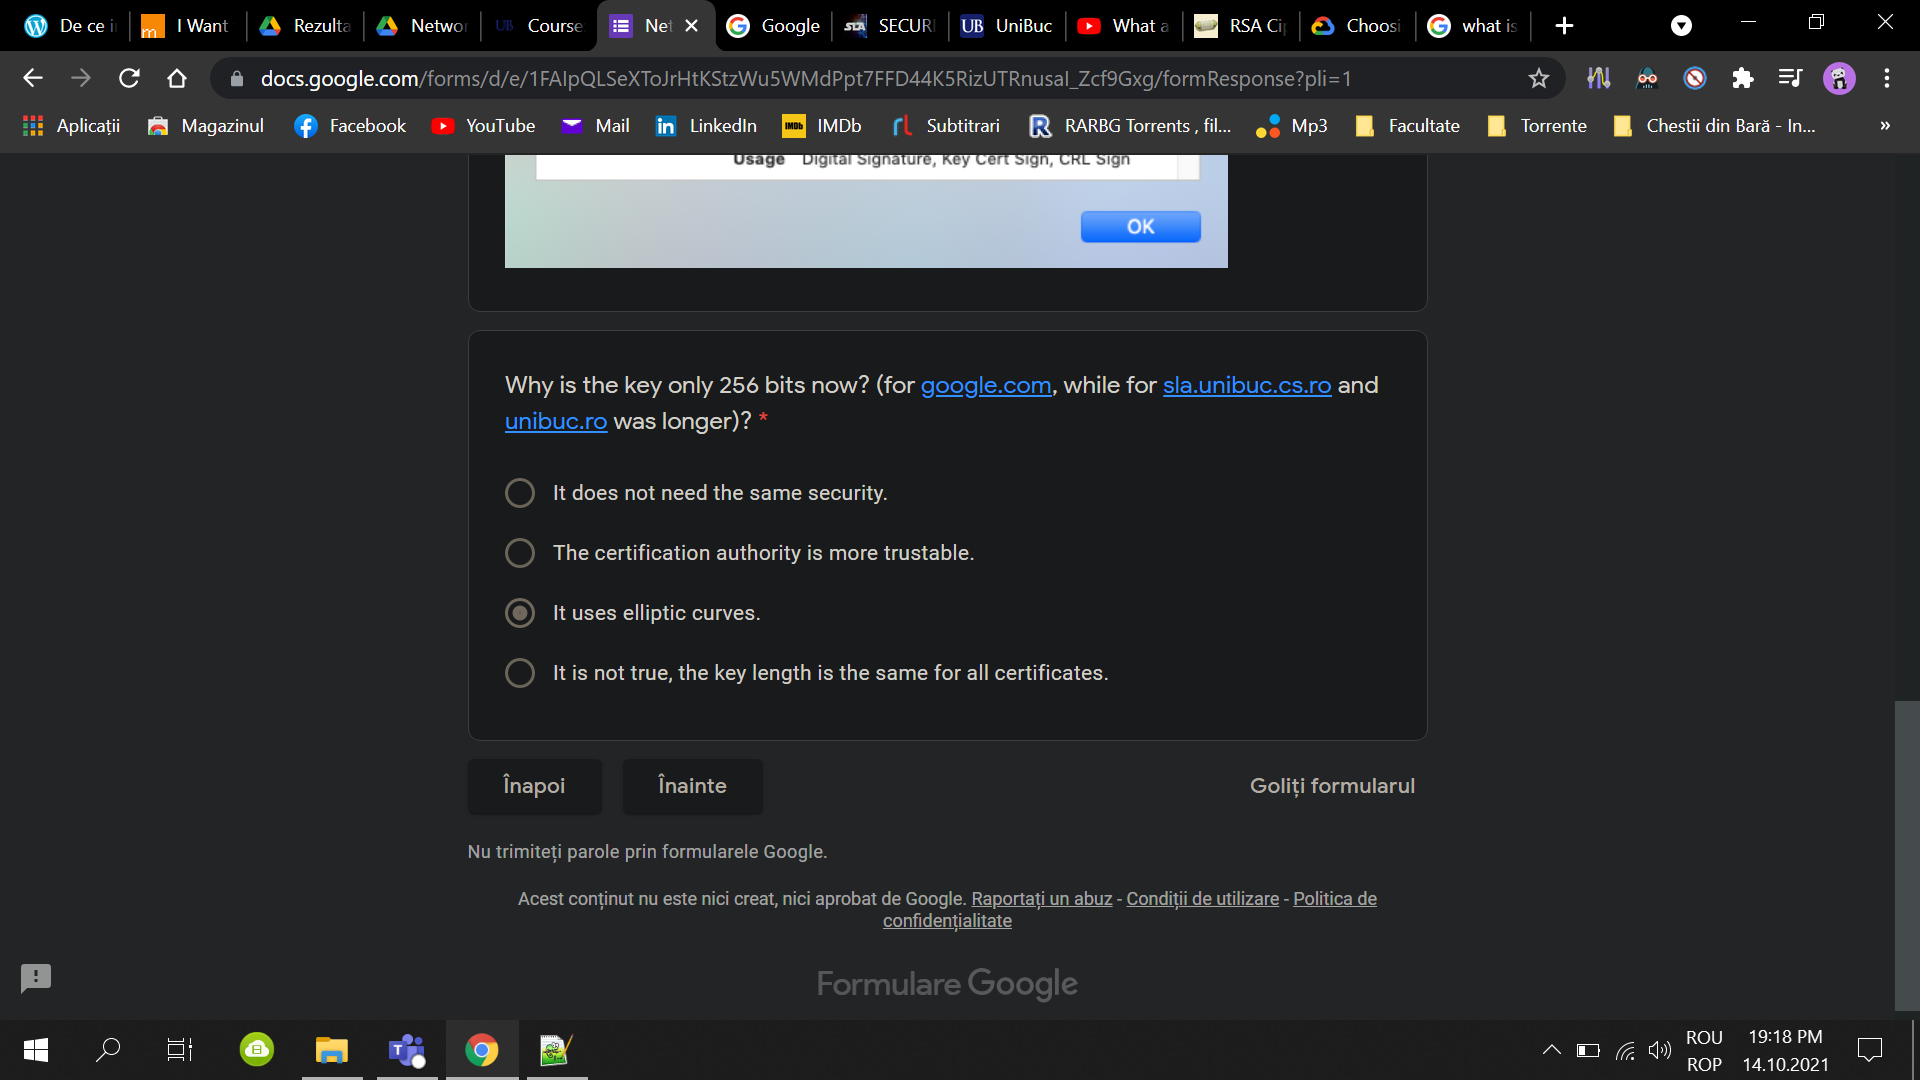 De ce i
I Want
Rezulta
Networ
UB Course
Net
Google
SLA SECURI
UB UniBuc
What a
RSA Ci
Choosi
what is
docs.google.com/forms/d/e/1FAIpQLSeXToJrHtKStzWu5WMdPpt7FFD44K5RizUTRnusaI_Zcf9Gxg/formResponse?pli=1
Aplicații
Magazinul
Facebook
YouTube
Mail
LinkedIn
IMDb IMDb
Subtitrari
RARBG Torrents , fil...
Mp3
Facultate
Torrente
Chestii din Bară - In...
»
Usage Digital Signature, Key Cert Sign, CRL Sign
OK
Why is the key only 256 bits now? (for google.com, while for sla.unibuc.cs.ro and
unibuc.ro was longer)? *
It does not need the same security.
The certification authority is more trustable.
It uses elliptic curves.
It is not true, the key length is the same for all certificates.
Înapoi
Înainte
Goliți formularul
Nu trimiteți parole prin formularele Google.
Acest conținut nu este nici creat, nici aprobat de Google. Raportați un abuz - Condiții de utilizare - Politica de
confidențialitate
Formulare Google
ROU
ROP
19:18 PM
14.10.2021